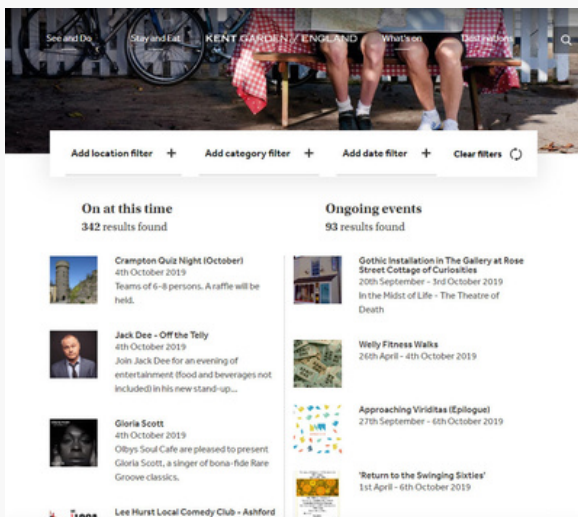 See and Do
Stay and Eat
KENT GARDEN OF ENGLAND
What's on
Destinations
Add location filter +
Add category filter +
Add date filter +
Clear filters
On at this time
342 results found
Crampton Quiz Night (October)
4th October 2019
Teams of 6-8 persons. A raffle will be
held.
Jack Dee - Off the Telly
4th October 2019
Join Jack Dee for an evening of
entertainment (food and beverages not
included) in his new stand-up...
Gloria Scott
4th October 2019
Olbys Soul Cafe are pleased to present
Gloria Scott, a singer of bona-fide Rare
Groove classics.
Lee Hurst Local Comedy Club - Ashford
Ongoing events
93 results found
Gothic Installation in The Gallery at Rose
Street Cottage of Curiosities
20th September - 3rd October 2019
In the Midst of Life - The Theatre of
Death
Welly Fitness Walks
26th April - 4th October 2019
Approaching Viriditas (Epilogue)
27th September - 6th October 2019
'Return to the Swinging Sixties'
1st April - 6th October 2019